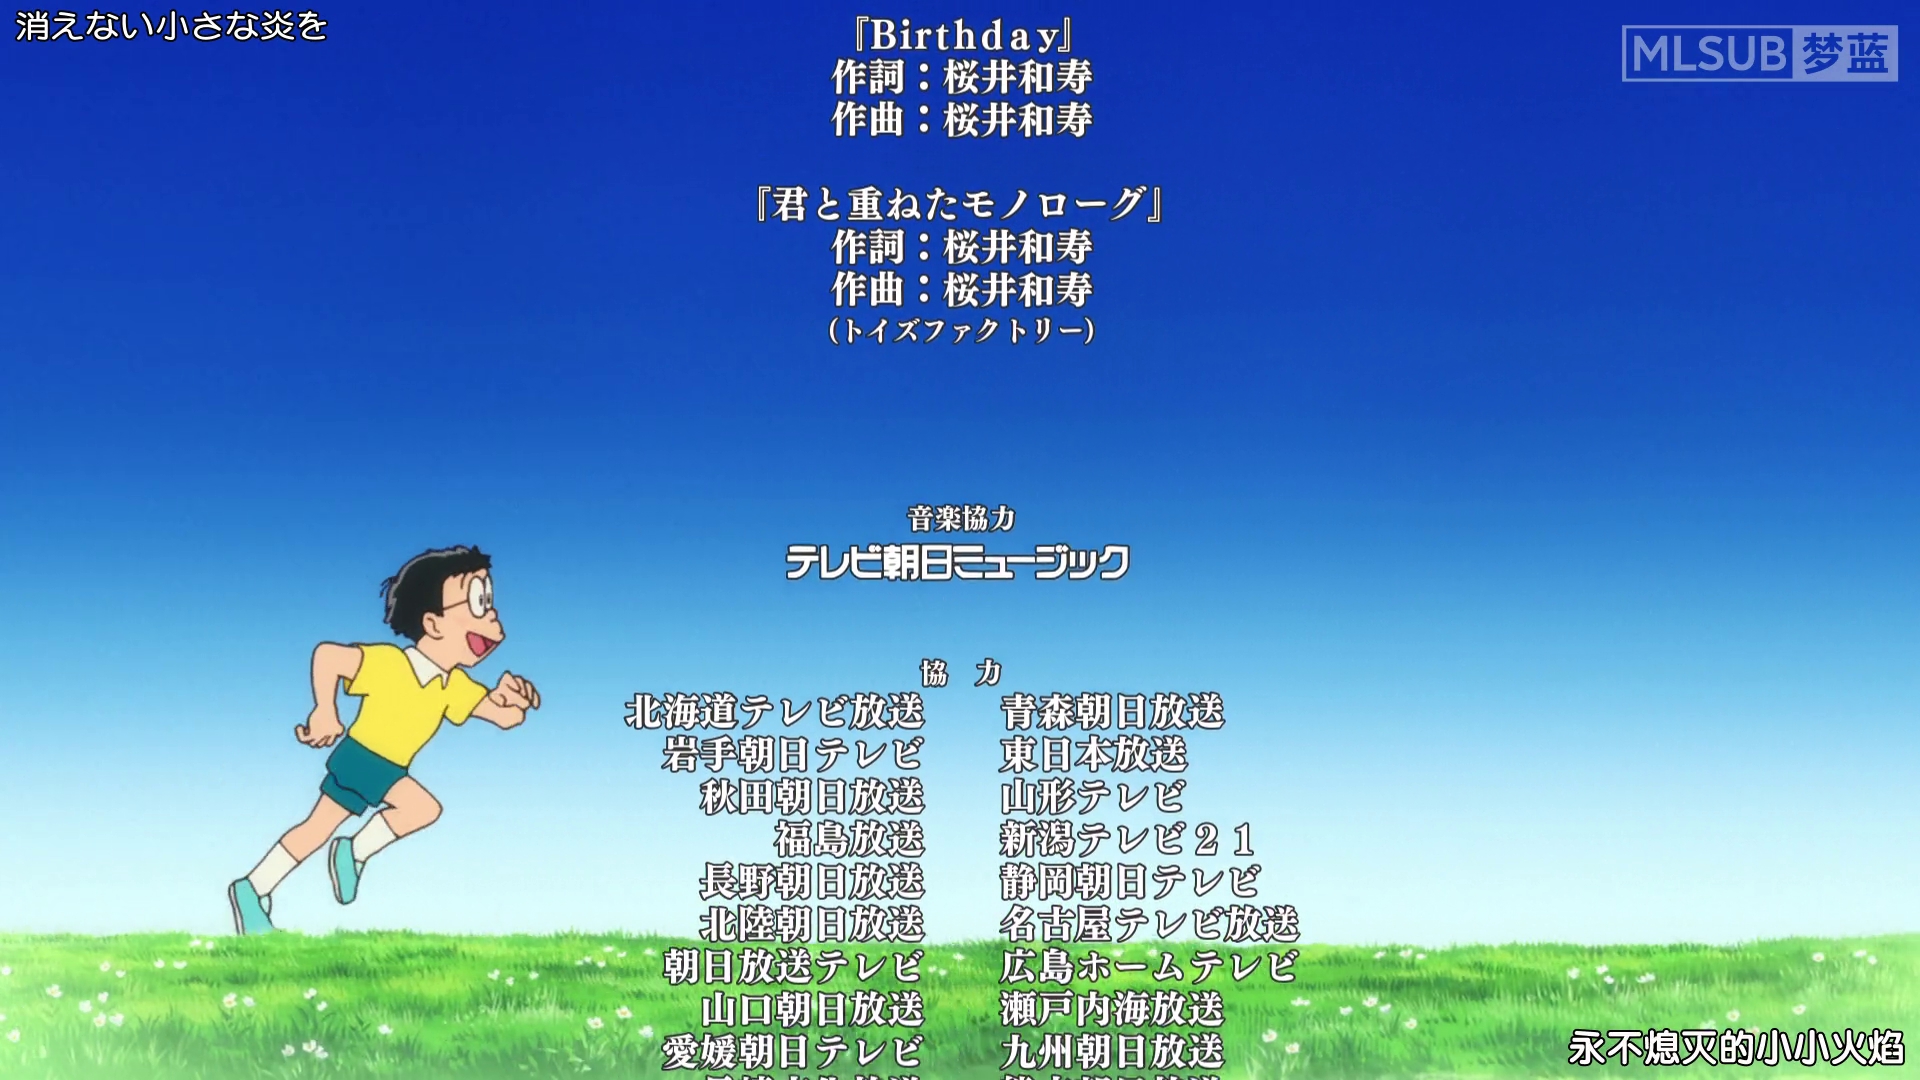 消えない小さな炎を
MLSUB 梦蓝
『Birthday』
作詞：桜井和寿
作曲：桜井和寿
『君と重ねたモノローグ』
作詞：桜井和寿
作曲：桜井和寿
（トイズファクトリー）
音楽協力
テレビ朝日ミュージック
協　力
北海道テレビ放送　青森朝日放送
岩手朝日テレビ　東日本放送
秋田朝日放送　山形テレビ
福島放送　新潟テレビ２１
長野朝日放送　静岡朝日テレビ
北陸朝日放送　名古屋テレビ放送
朝日放送テレビ　広島ホームテレビ
山口朝日放送　瀬戸内海放送
愛媛朝日テレビ　九州朝日放送
永不熄灭的小小火焰